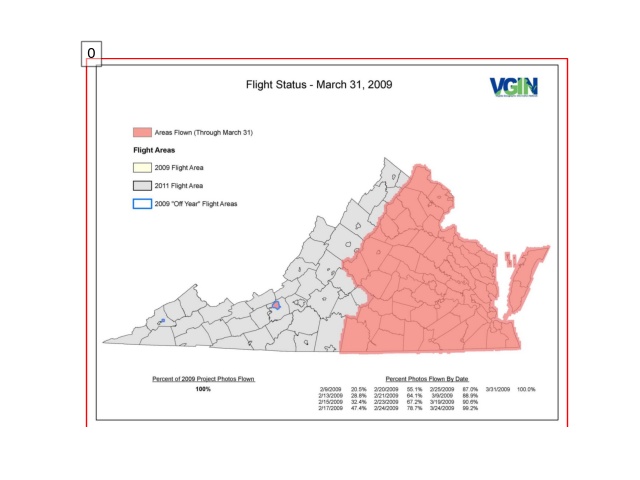 0
Flight Status - March 31, 2009
VGIN
Areas Flown (Through March 31)
Flight Areas
2009 Flight Area
2011 Flight Area
2009 "Off Year" Flight Areas
Percent of 2009 Project Photos Flown
100%
Percent Photos Flown By Date
2/9/2009 20.5% 2/20/2009 55.1% 2/25/2009 87.0% 3/31/2009 100.0%
2/13/2009 28.8% 2/21/2009 64.1% 3/9/2009 88.9%
2/15/2009 32.4% 2/23/2009 67.2% 3/19/2009 90.6%
2/17/2009 47.4% 2/24/2009 78.7% 3/24/2009 99.2%